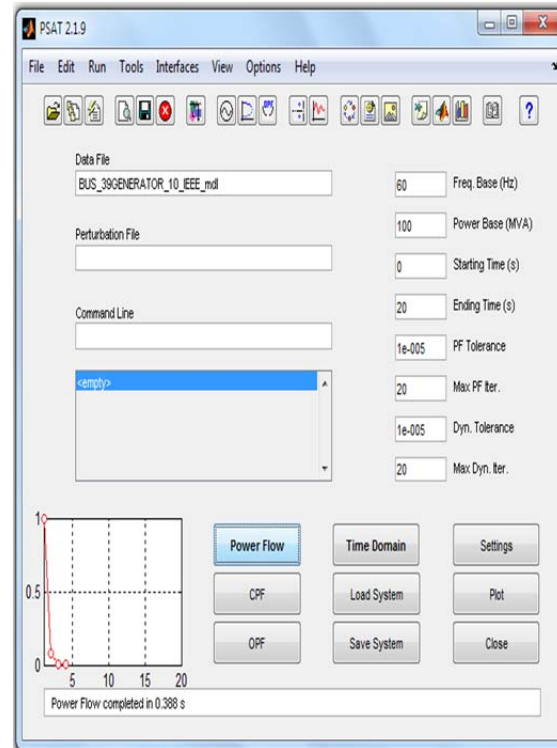 PSAT 2.1.9
File Edit Run Tools Interfaces View Options Help
Data File
BUS_39GENERATOR_10_IEEE_mdl
Perturbation File
Command Line
<empty>
60 Freq. Base (Hz)
100 Power Base (MVA)
0 Starting Time (s)
20 Ending Time (s)
1e-005 PF Tolerance
20 Max PF Iter.
1e-005 Dyn. Tolerance
20 Max Dyn. Iter.
1
0.5
0
5 10 15 20
Power Flow Time Domain Settings
CPF Load System Plot
OPF Save System Close
Power Flow completed in 0.388 s